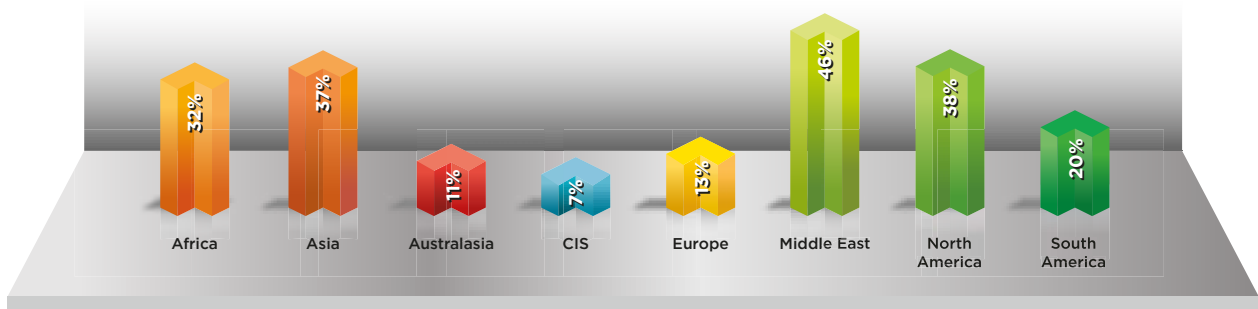 32%
37%
11%
7%
13%
46%
38%
20%
Africa
Asia
Australasia
CIS
Europe
Middle East
North
America
South
America